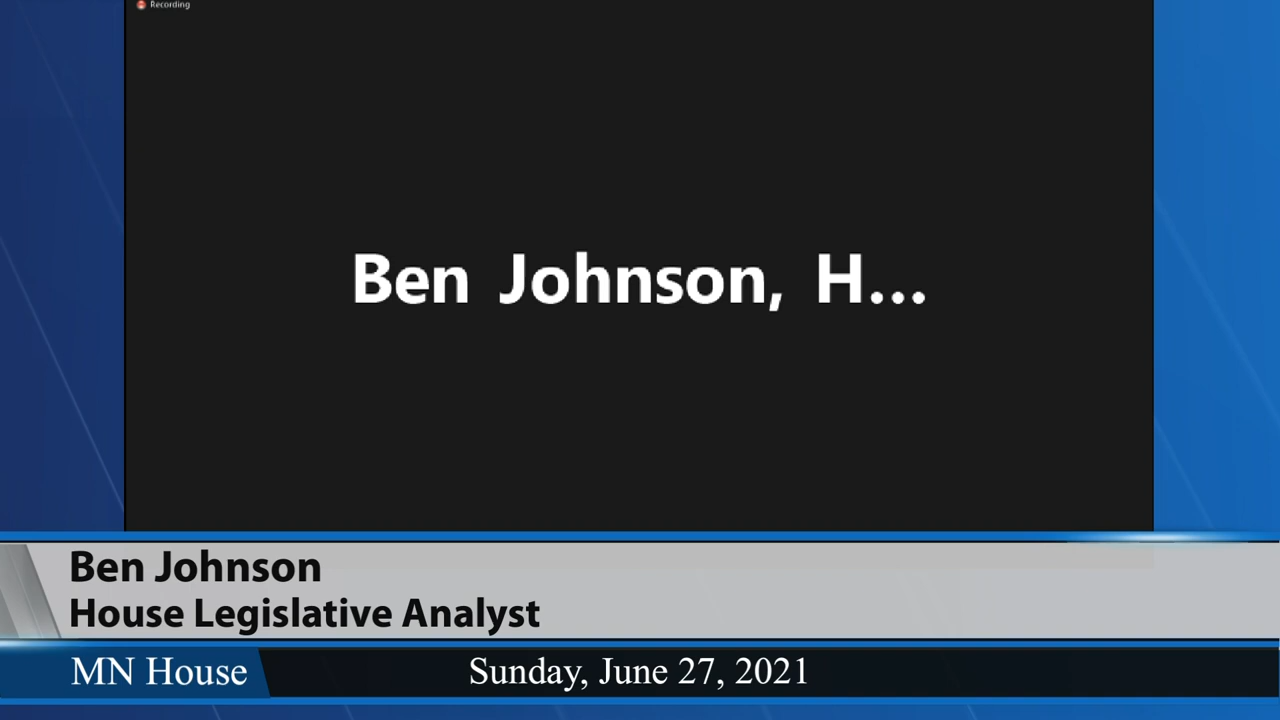 Recording
Ben Johnson, H...
Ben Johnson
House Legislative Analyst
MN House
Sunday, June 27, 2021